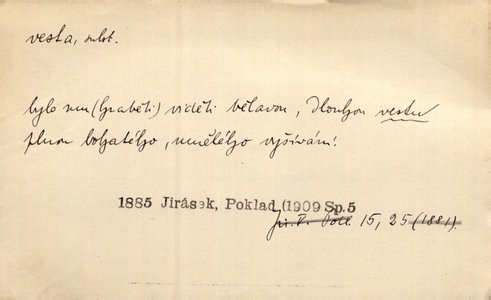 vesta, subst.
bylo mu (hraběti) viděti bělavou, dlouhou vestu
plnou bohatého, umělého vyšívání.
1885 Jirásek, Poklad (1909 Sp.5
15, 25 (1881).